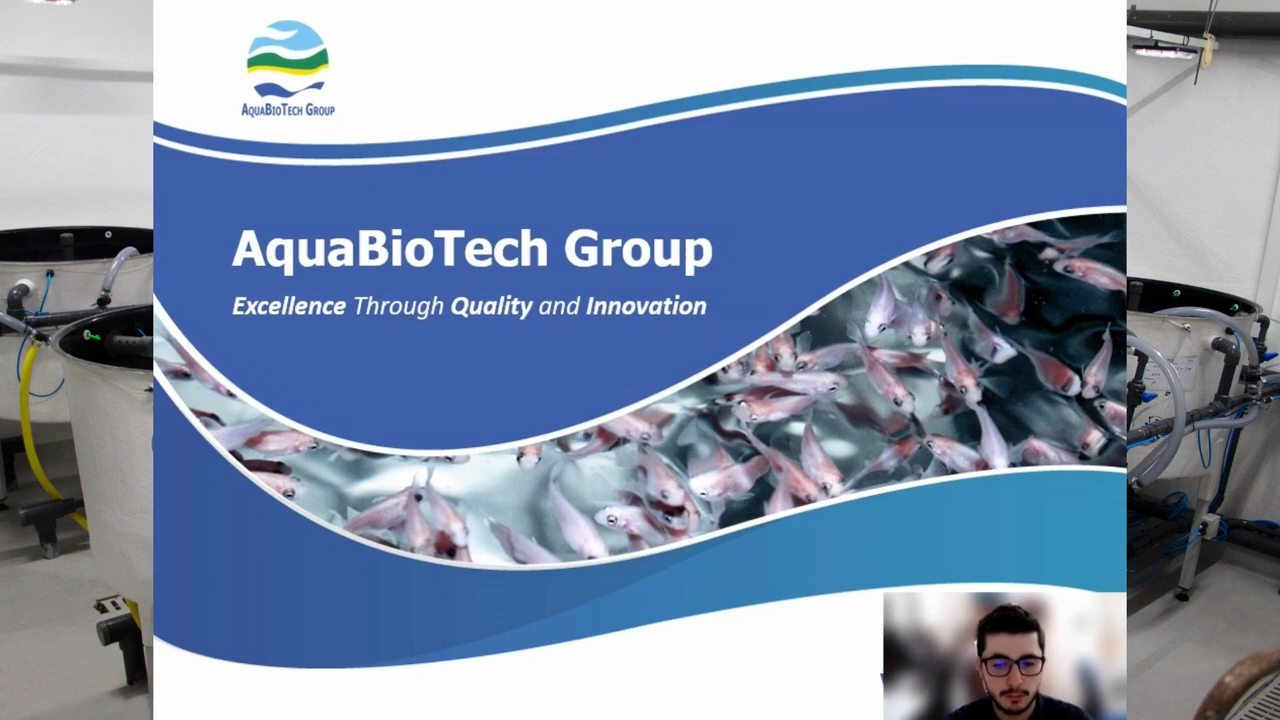 AQUABIOTECH GROUP
AquaBioTech Group
Excellence Through Quality and Innovation